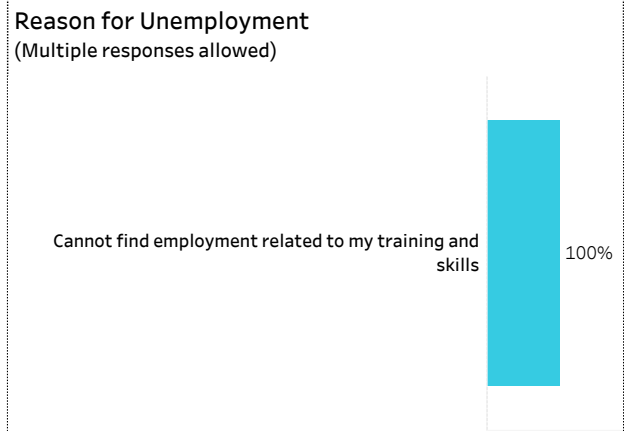 Reason for Unemployment
(Multiple responses allowed)
Cannot find employment related to my training and
skills
100%